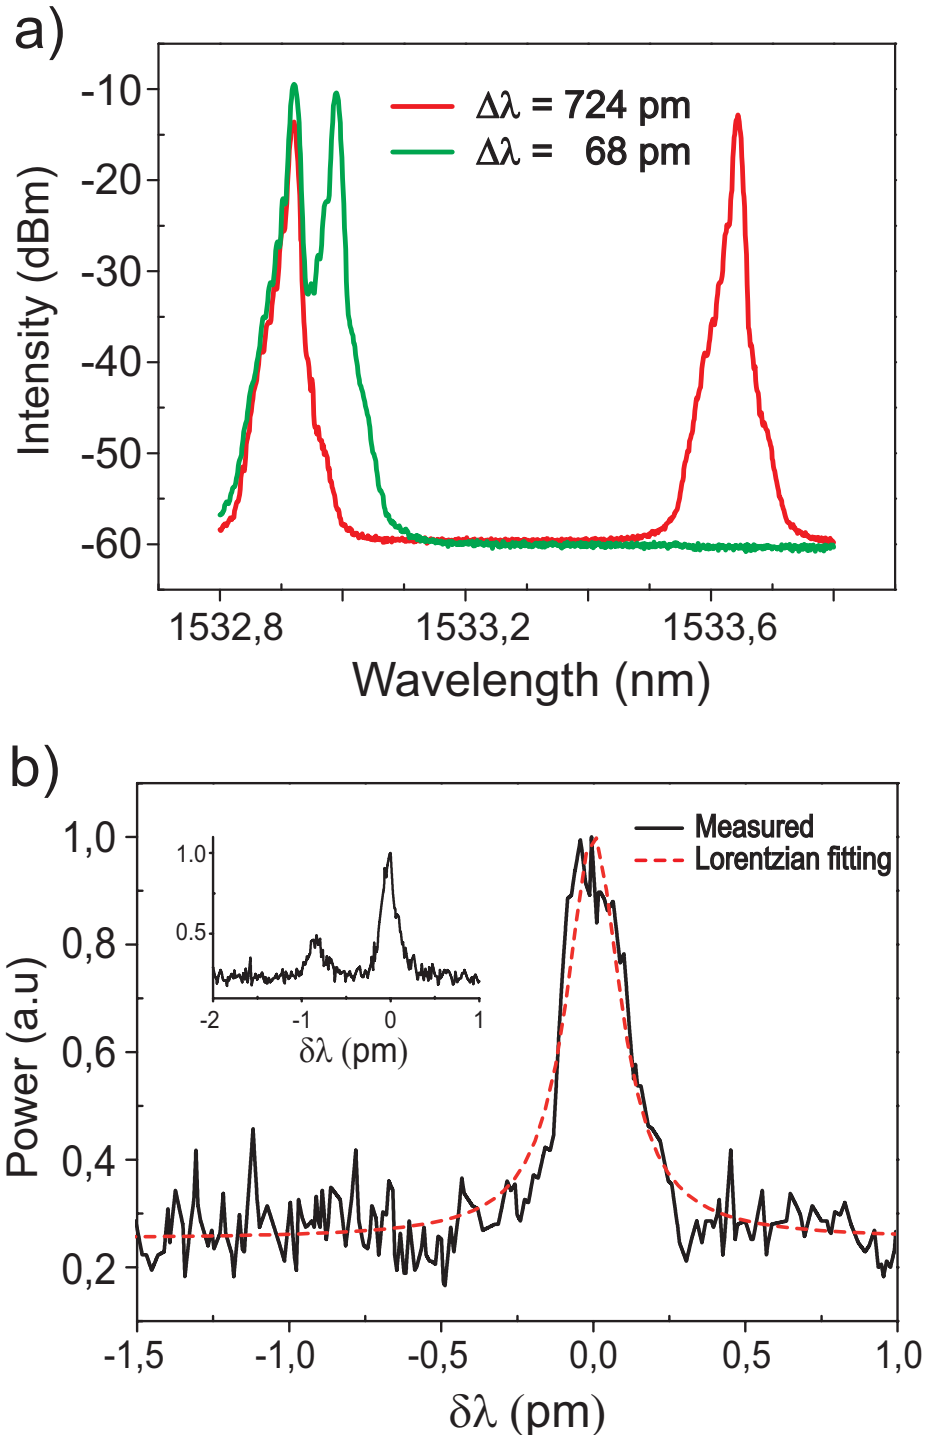 a)
Δλ = 724 pm
Δλ = 68 pm
Intensity (dBm)
-10
-20
-30
-40
-50
-60
1532,8 1533,2 1533,6
Wavelength (nm)
b)
Measured
Lorentzian fitting
Power (a.u)
1,0
0,8
0,6
0,4
0,2
1.0
0.5
-2 -1 0 1
δλ (pm)
-1,5 -1,0 -0,5 0,0 0,5 1,0
δλ (pm)